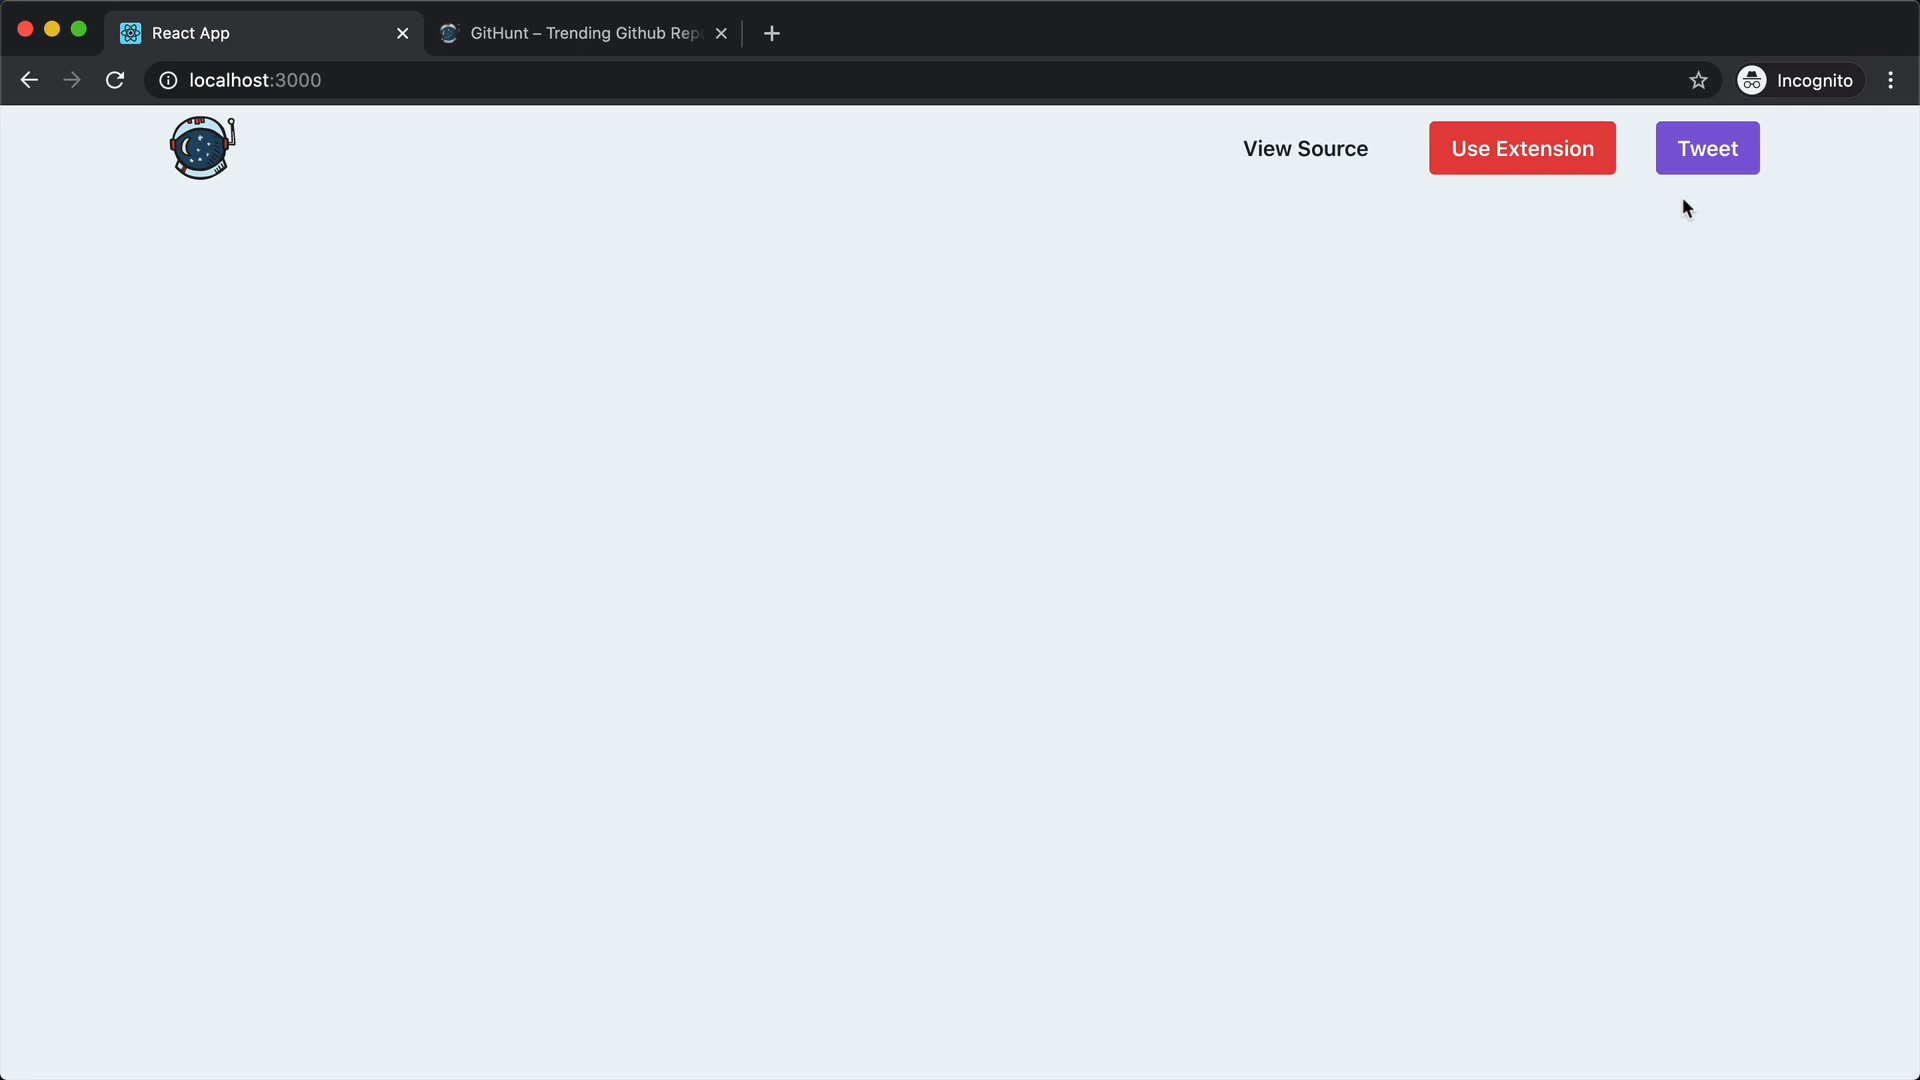 React App
GitHunt – Trending Github Rep
localhost:3000
Incognito
View Source
Use Extension
Tweet